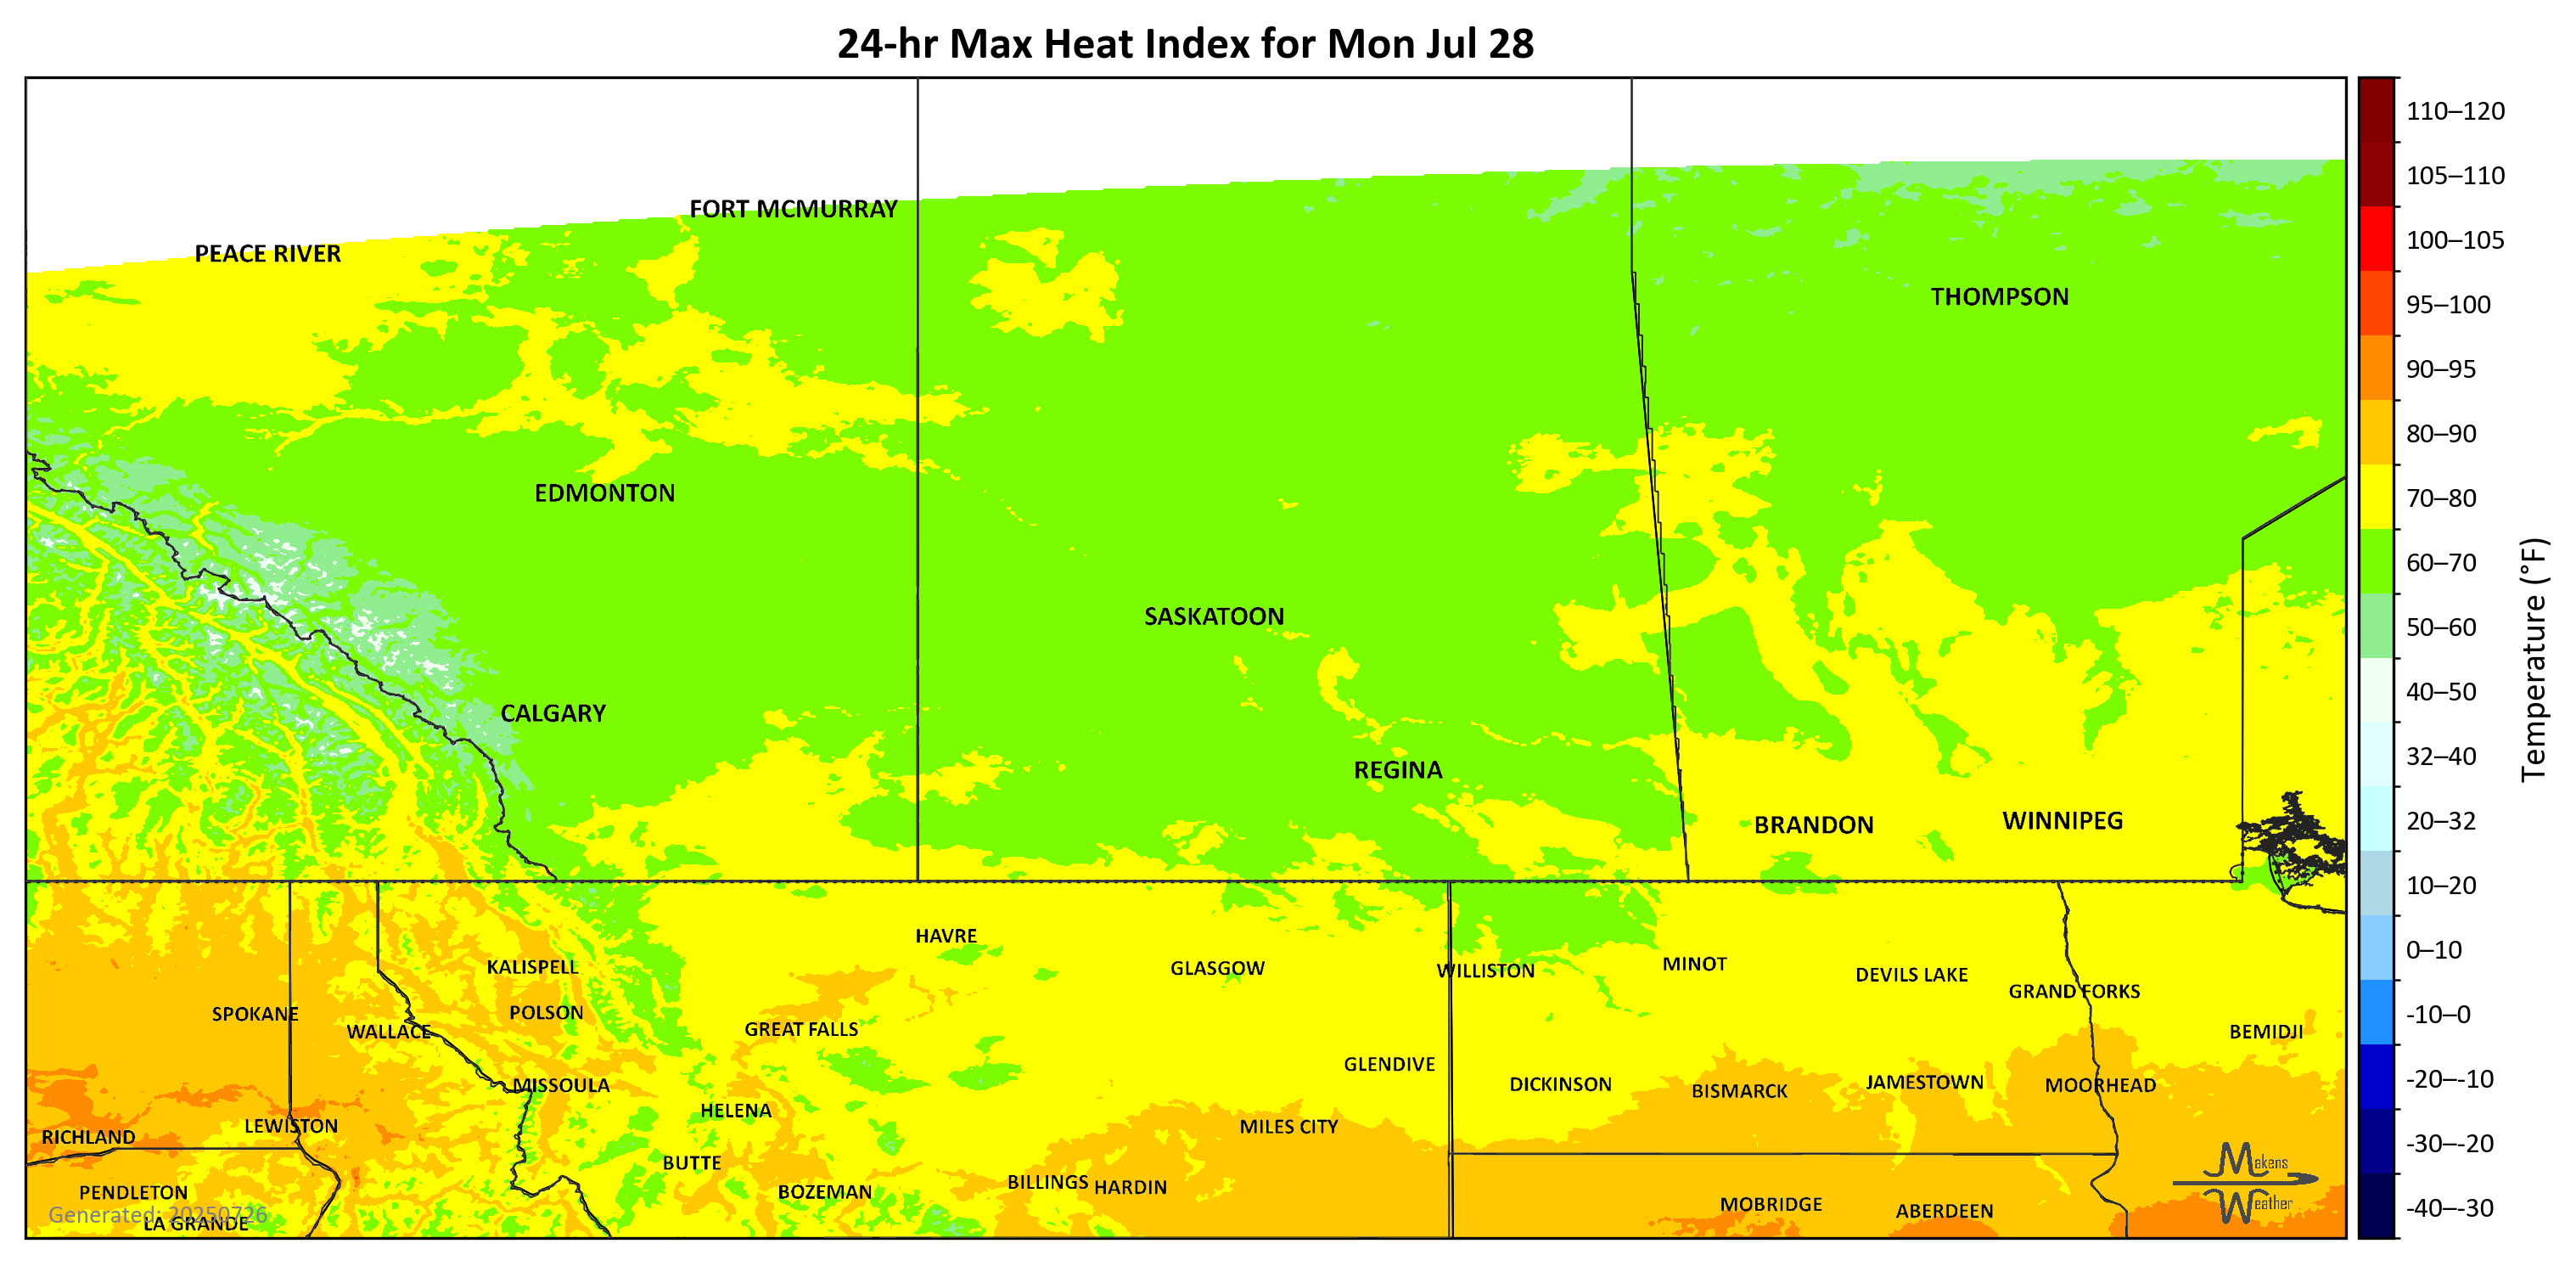 24-hr Max Heat Index for Mon Jul 28
110–120
105–110
100–105
95–100
90–95
80–90
70–80
60–70
50–60
40–50
32–40
20–32
10–20
0–10
-10–0
-20–-10
-30–-20
-40–-30
Temperature (°F)
FORT MCMURRAY
PEACE RIVER
THOMPSON
EDMONTON
SASKATOON
CALGARY
REGINA
BRANDON
WINNIPEG
HAVRE
KALISPELL
GLASGOW
WILLISTON
MINOT
DEVILS LAKE
GRAND FORKS
SPOKANE
POLSON
WALLACE
GREAT FALLS
BEMIDJI
GLENDIVE
DICKINSON
BISMARCK
JAMESTOWN
MOORHEAD
MISSOULA
HELENA
LEWISTON
MILES CITY
RICHLAND
BUTTE
BILLINGS
HARDIN
BOZEMAN
PENDLETON
MOBRIDGE
ABERDEEN
Generated: 20250726
LA GRANDE
Makens
Weather